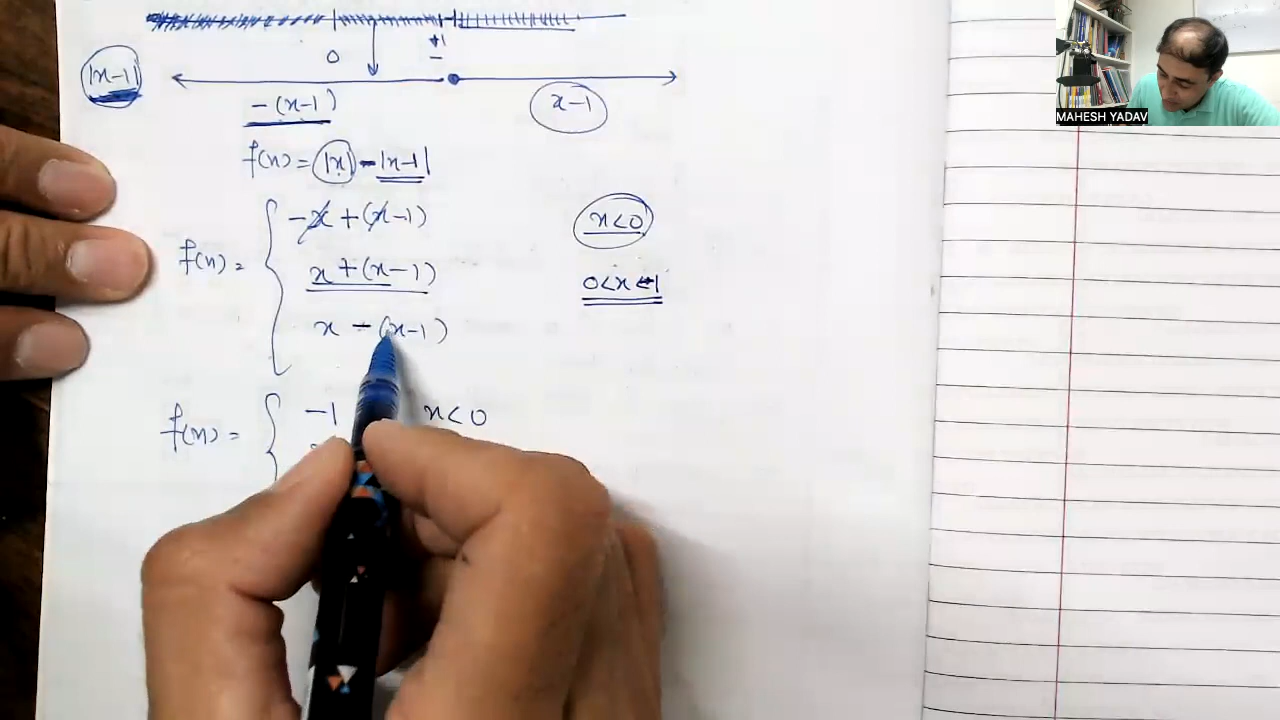 0 +1
|x-1|
-(x-1) x-1
f(x) = |x| - |x-1|
-x + (x-1) x<0
f(x) = { x + (x-1) 0<x<1
x - (x-1)
f(x) = { -1 x<0
MAHESH YADAV